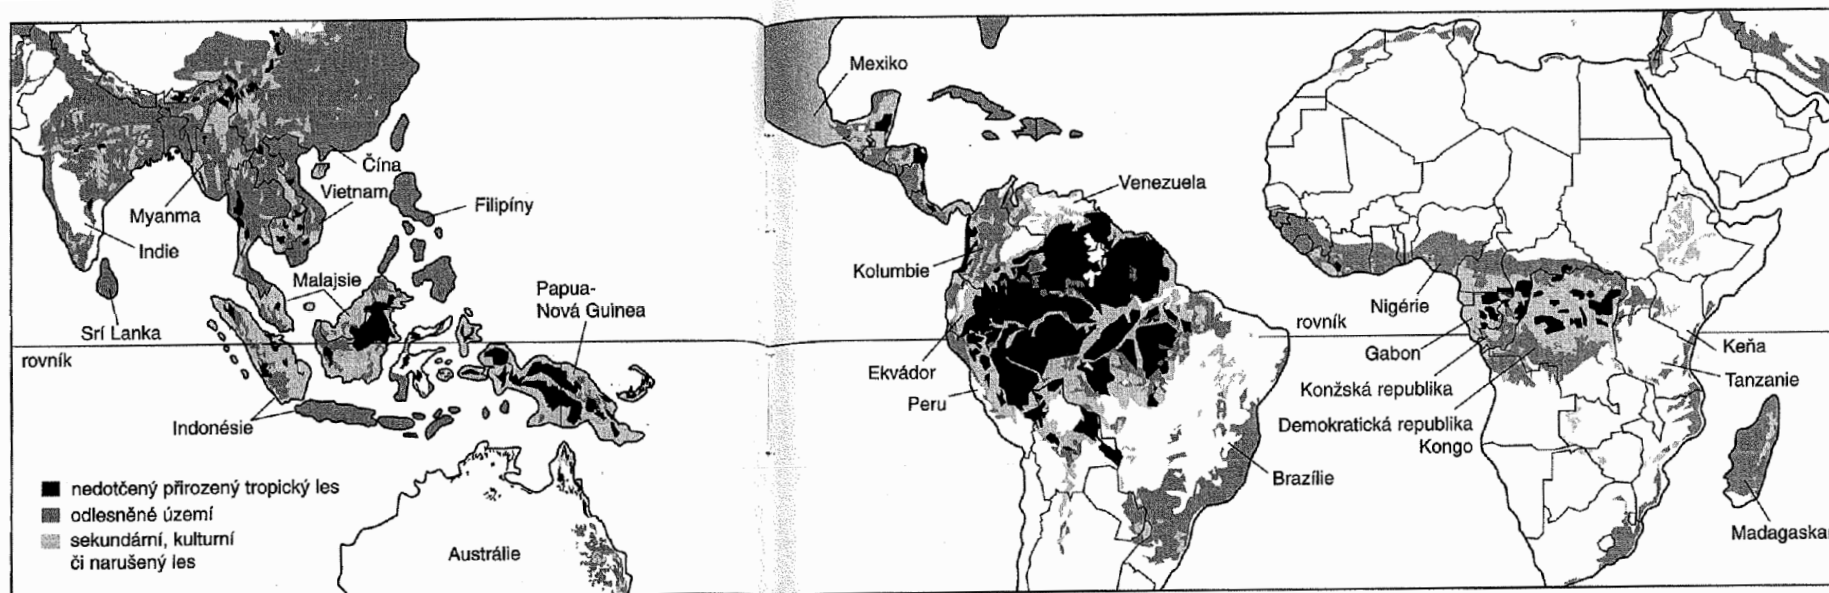 Čína
Vietnam
Myanma
Filipíny
Indie
Malajsie
Papua-
Nová Guinea
Srí Lanka
rovník
Indonésie
Austrálie
nedotčený přirozený tropický les
odlesněné území
sekundární, kulturní
či narušený les
Mexiko
Venezuela
Kolumbie
Ekvádor
Peru
Brazílie
rovník
Nigérie
Gabon
Konžská republika
Demokratická republika
Kongo
Keňa
Tanzanie
Madagaskar